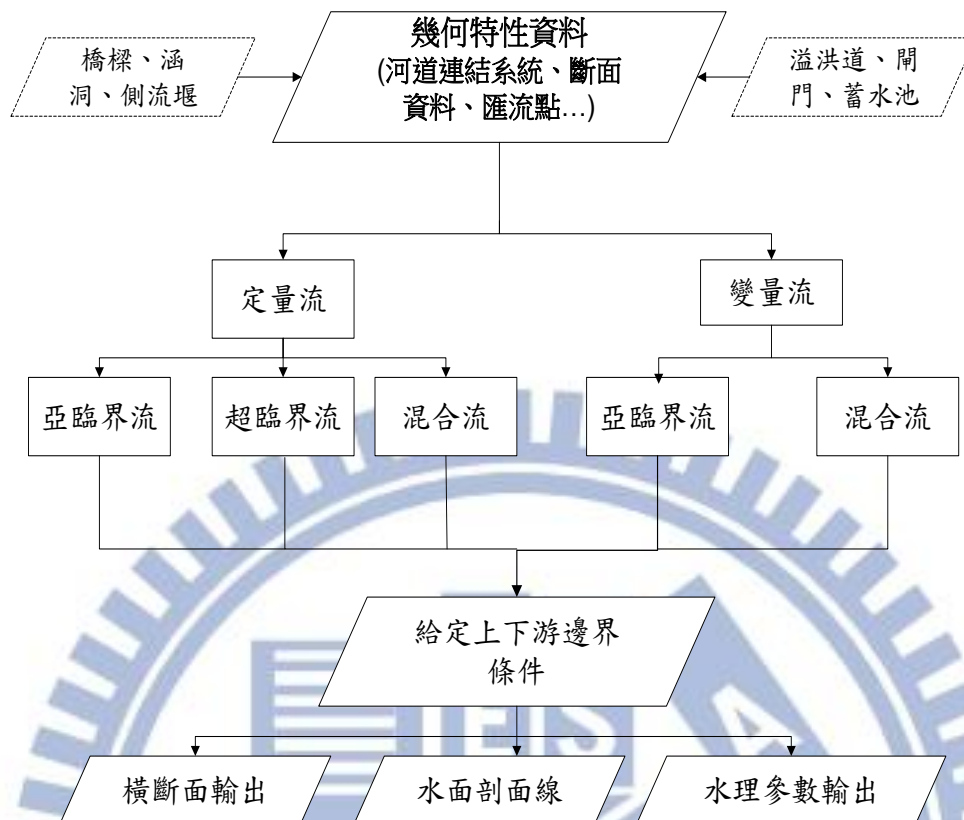 幾何特性資料
(河道連結系統、斷面
資料、匯流點…)
橋樑、涵
洞、側流堰
溢洪道、閘
門、蓄水池
定量流
變量流
亞臨界流
超臨界流
混合流
亞臨界流
混合流
給定上下游邊界
條件
橫斷面輸出
水面剖面線
水理參數輸出
ES
A